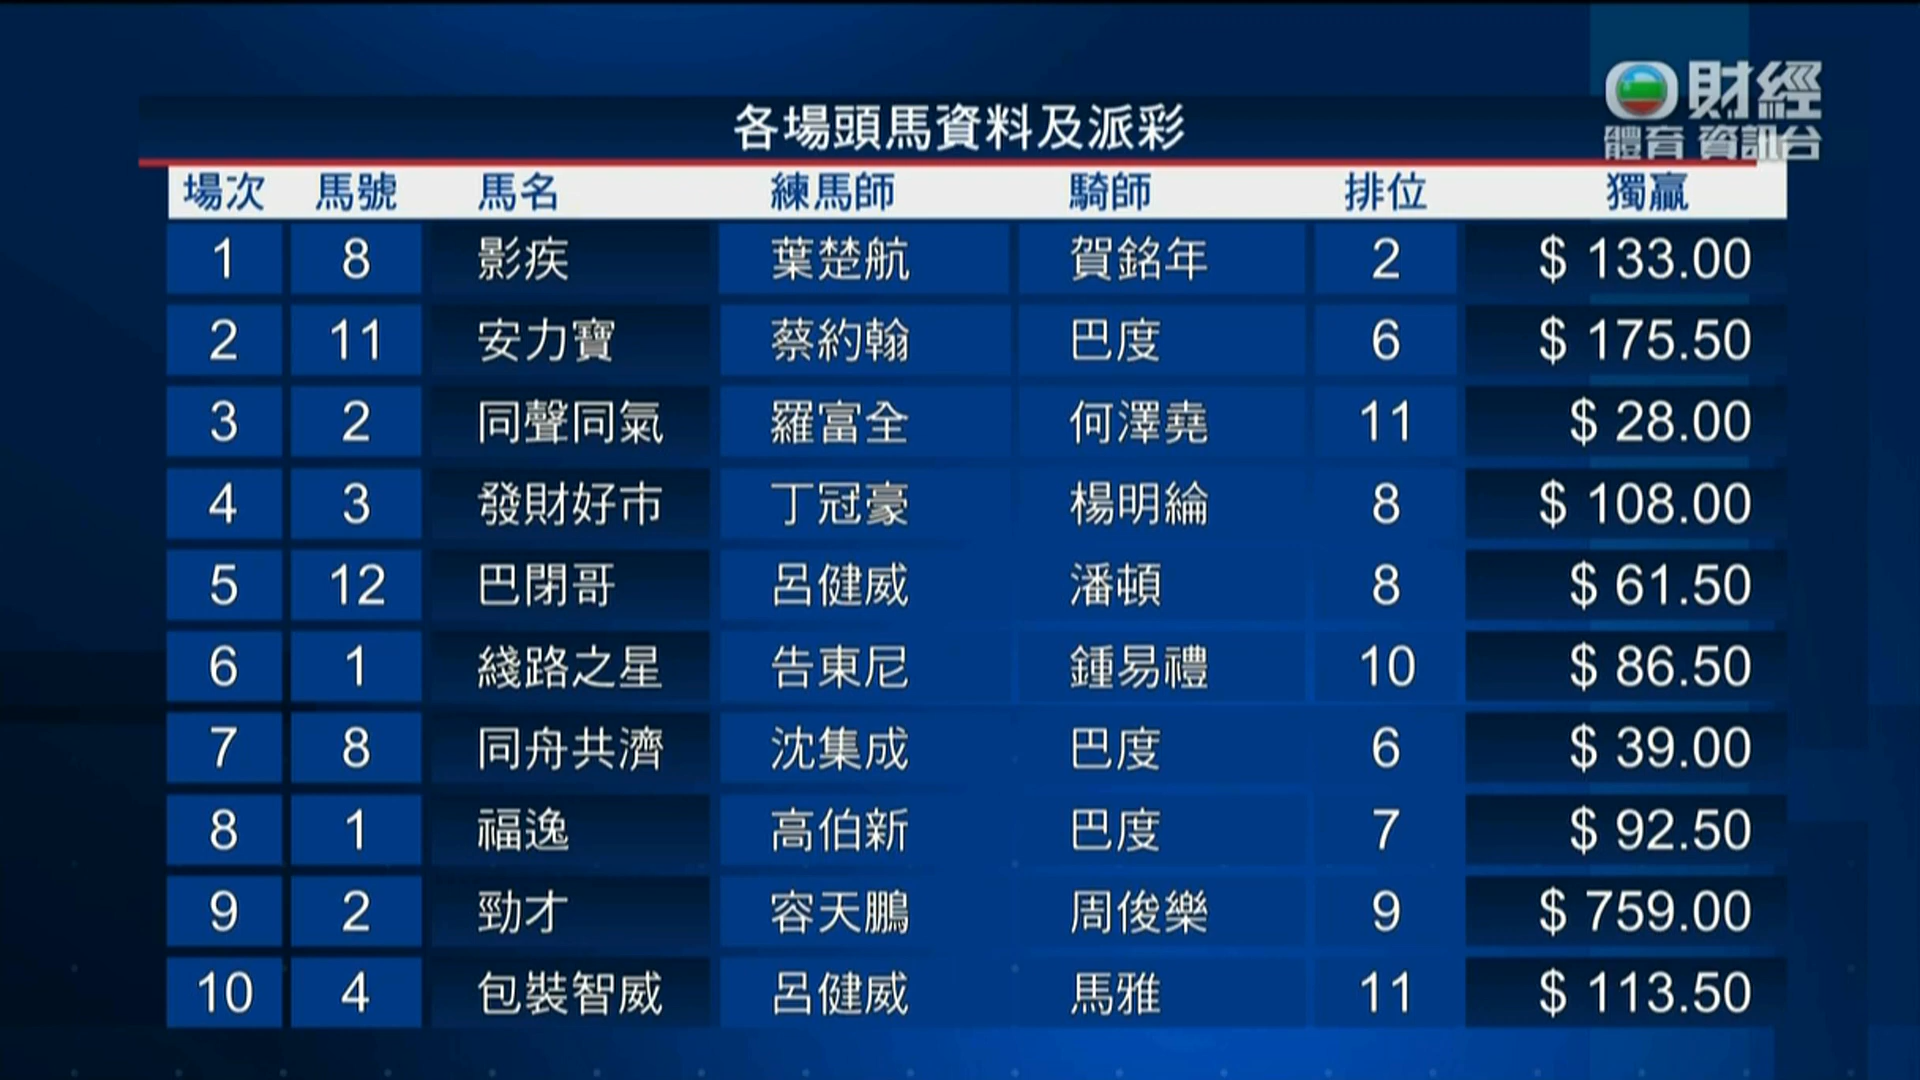 財經
體育 資訊台
各場頭馬資料及派彩
場次 馬號 馬名 練馬師 騎師 排位 獨贏
1 8 影疾 葉楚航 賀銘年 2 $ 133.00
2 11 安力寶 蔡約翰 巴度 6 $ 175.50
3 2 同聲同氣 羅富全 何澤堯 11 $ 28.00
4 3 發財好市 丁冠豪 楊明綸 8 $ 108.00
5 12 巴閉哥 呂健威 潘頓 8 $ 61.50
6 1 綫路之星 告東尼 鍾易禮 10 $ 86.50
7 8 同舟共濟 沈集成 巴度 6 $ 39.00
8 1 福逸 高伯新 巴度 7 $ 92.50
9 2 勁才 容天鵬 周俊樂 9 $ 759.00
10 4 包裝智威 呂健威 馬雅 11 $ 113.50